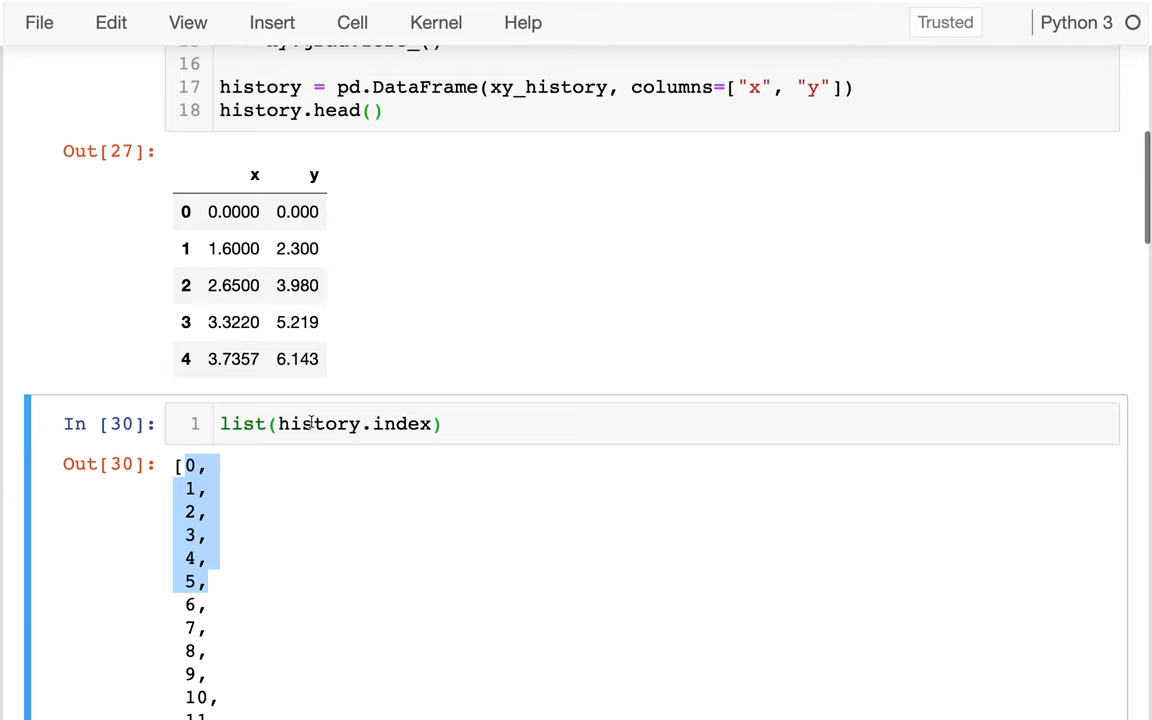 File Edit View Insert Cell Kernel Help Trusted Python 3
16
17 history = pd.DataFrame(xy_history, columns=["x", "y"])
18 history.head()
Out[27]:
x y
0 0.0000 0.000
1 1.6000 2.300
2 2.6500 3.980
3 3.3220 5.219
4 3.7357 6.143
In [30]: 1 list(history.index)
Out[30]: [0,
1,
2,
3,
4,
5,
6,
7,
8,
9,
10,